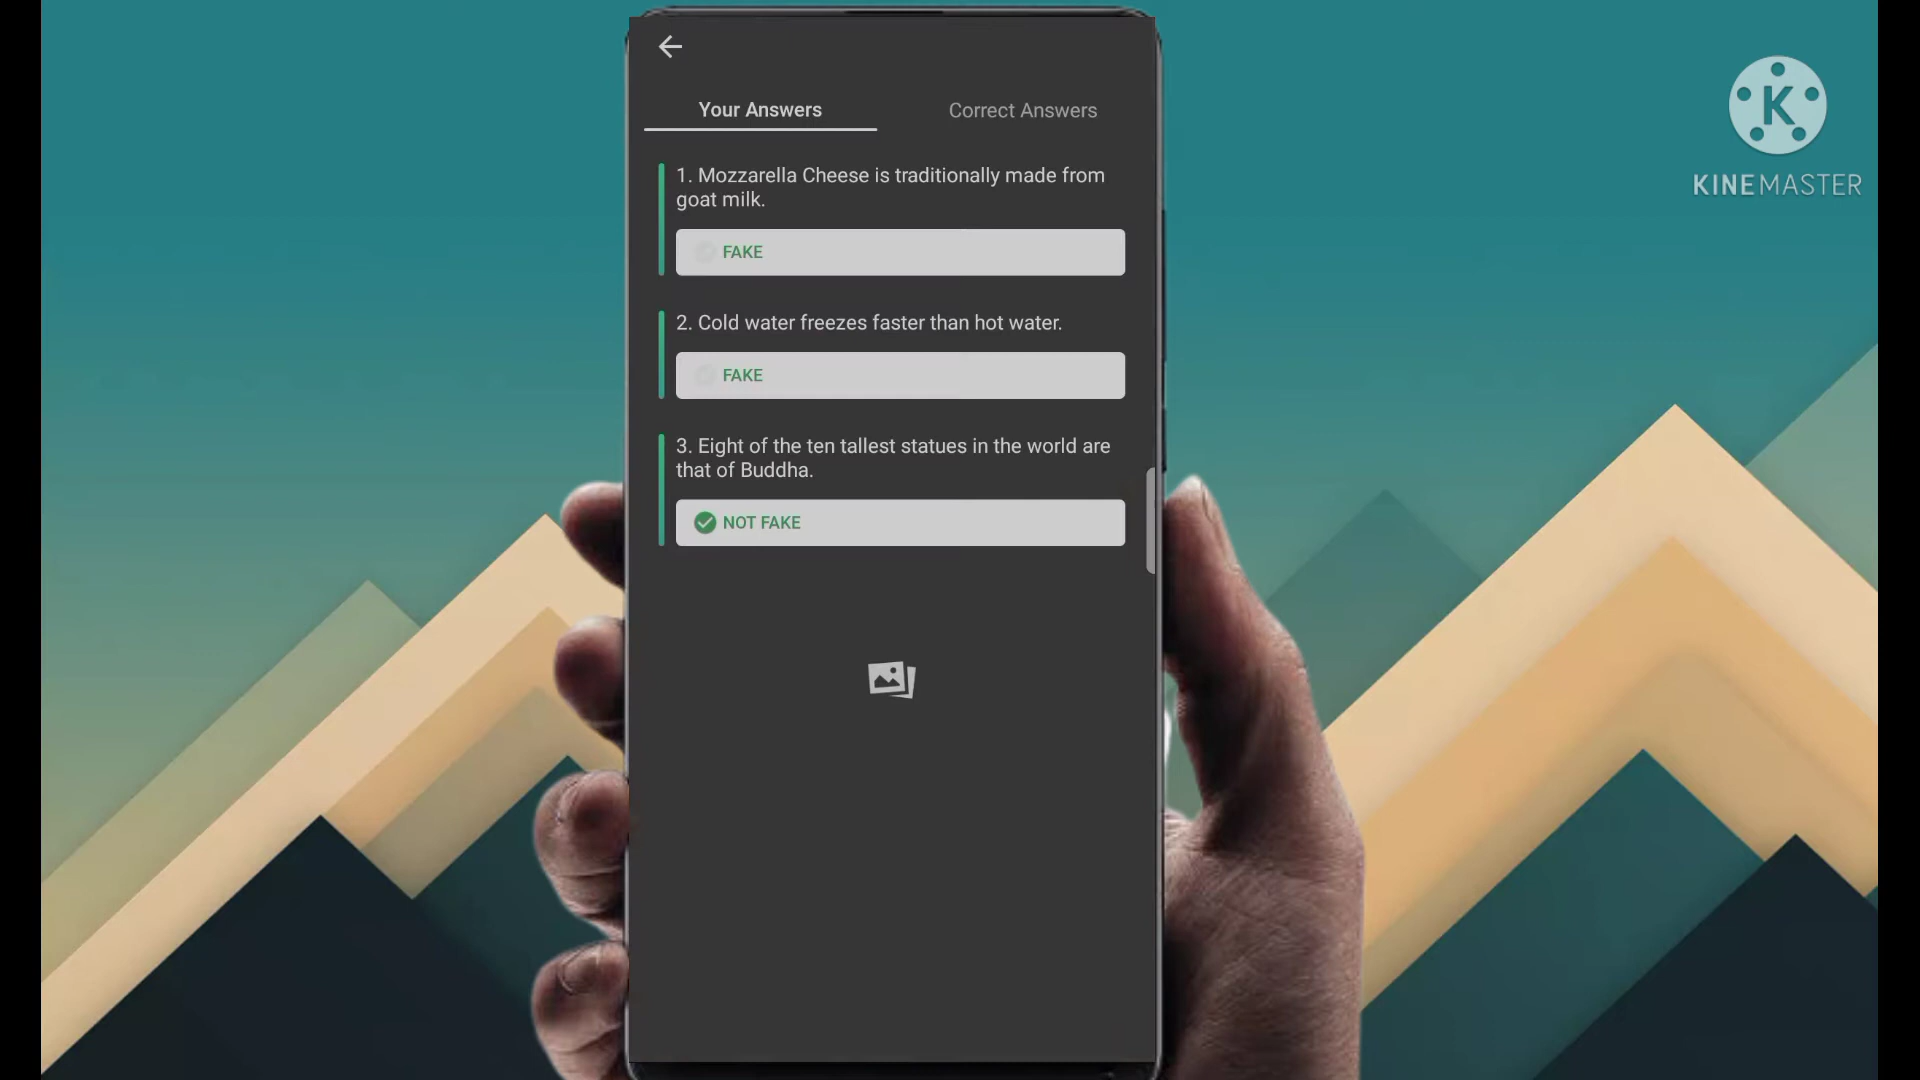 Your Answers
Correct Answers
1. Mozzarella Cheese is traditionally made from
goat milk.
FAKE
2. Cold water freezes faster than hot water.
FAKE
3. Eight of the ten tallest statues in the world are
that of Buddha.
NOT FAKE
K
KINEMASTER